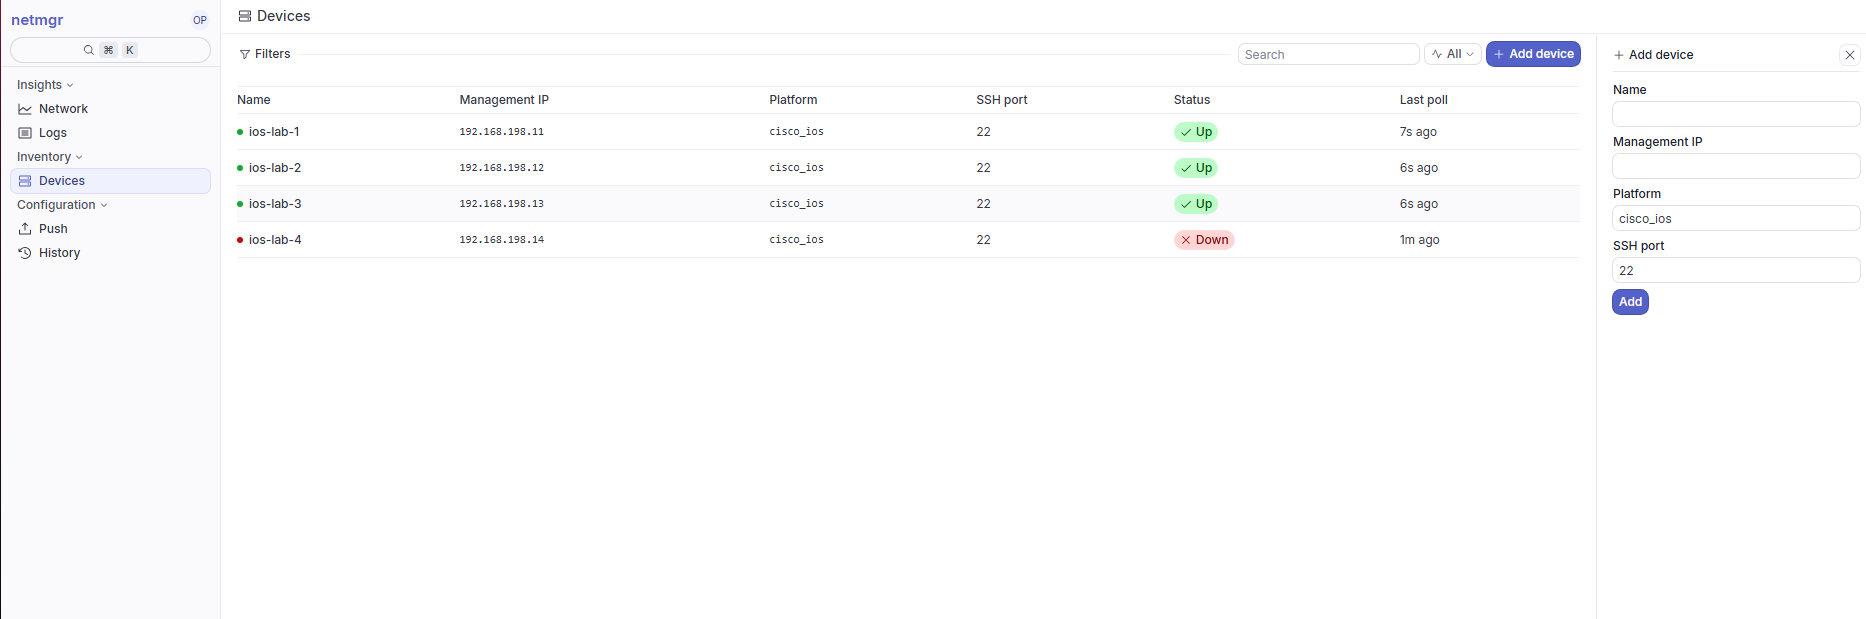 netmgr
OP
⌘ K
Insights
Network
Logs
Inventory
Devices
Configuration
Push
History
Devices
Filters
Search
All
+ Add device
Name Management IP Platform SSH port Status Last poll
ios-lab-1 192.168.198.11 cisco_ios 22 Up 7s ago
ios-lab-2 192.168.198.12 cisco_ios 22 Up 6s ago
ios-lab-3 192.168.198.13 cisco_ios 22 Up 6s ago
ios-lab-4 192.168.198.14 cisco_ios 22 Down 1m ago
+ Add device
Name
Management IP
Platform
cisco_ios
SSH port
22
Add